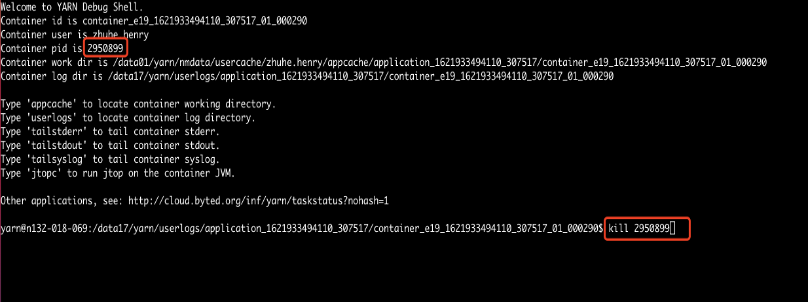 Welcome to YARN Debug Shell.
Container id is container_e19_1621933494110_307517_01_000290
Container user is zhuhe.henry
Container pid is 2950899
Container work dir is /data01/yarn/nmdata/usercache/zhuhe.henry/appcache/application_1621933494110_307517/container_e19_1621933494110_307517_01_000290
Container log dir is /data17/yarn/userlogs/application_1621933494110_307517/container_e19_1621933494110_307517_01_000290
Type 'appcache' to locate container working directory.
Type 'userlogs' to locate container log directory.
Type 'tailstderr' to tail container stderr.
Type 'tailstdout' to tail container stdout.
Type 'tailsyslog' to tail container syslog.
Type 'jtopc' to run jtop on the container JVM.
Other applications, see: http://cloud.byted.org/inf/yarn/taskstatus?nohash=1
yarn@n132-018-069:/data17/yarn/userlogs/application_1621933494110_307517/container_e19_1621933494110_307517_01_000290$ kill 2950899